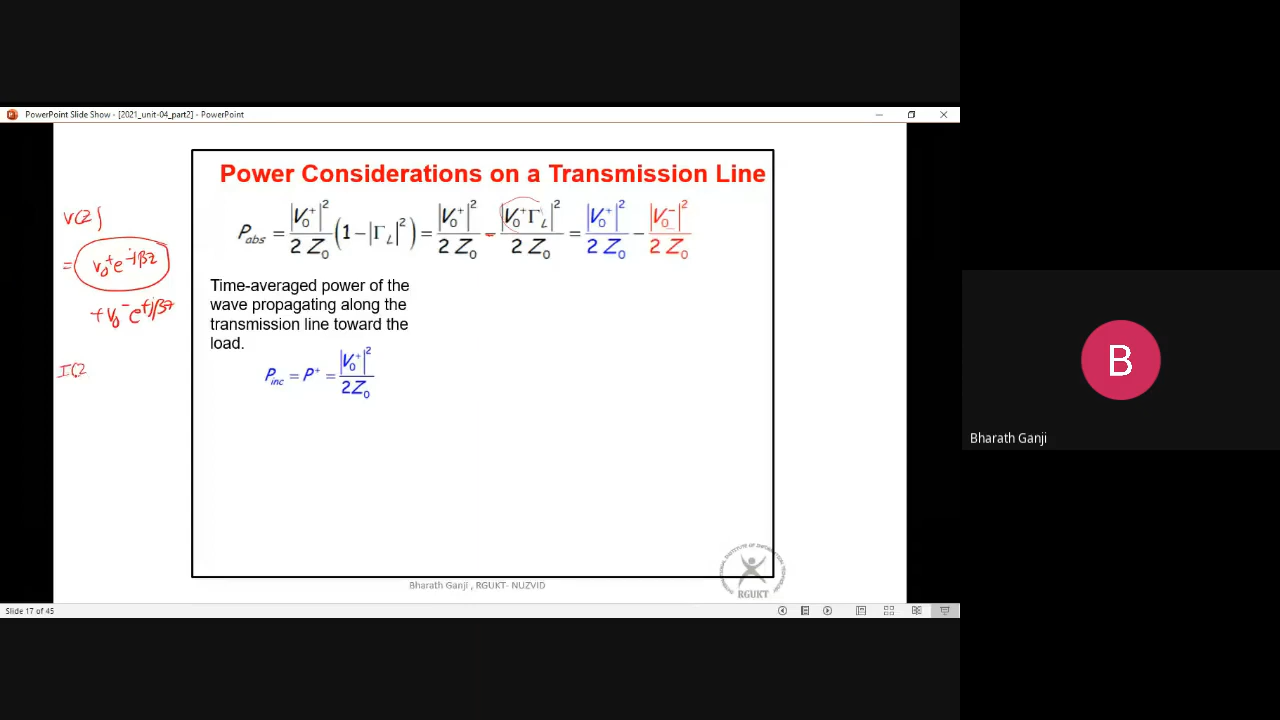 PowerPoint Slide Show - [2021_unit-04_part2] - PowerPoint
Power Considerations on a Transmission Line
P_abs = |V₀⁺|²/2 Z₀ (1 − |Γ_L|²) = |V₀⁺|²/2 Z₀ − |V₀⁺Γ_L|²/2 Z₀ = |V₀⁺|²/2 Z₀ − |V₀⁻|²/2 Z₀
V(Z)
= V₀⁺e^-jβz
+V₀⁻ e^+jβz
I(Z
Time-averaged power of the
wave propagating along the
transmission line toward the
load.
P_inc = P⁺ = |V₀⁺|²/2Z₀
B
Bharath Ganji
RGUKT
Bharath Ganji , RGUKT- NUZVID
Slide 17 of 45